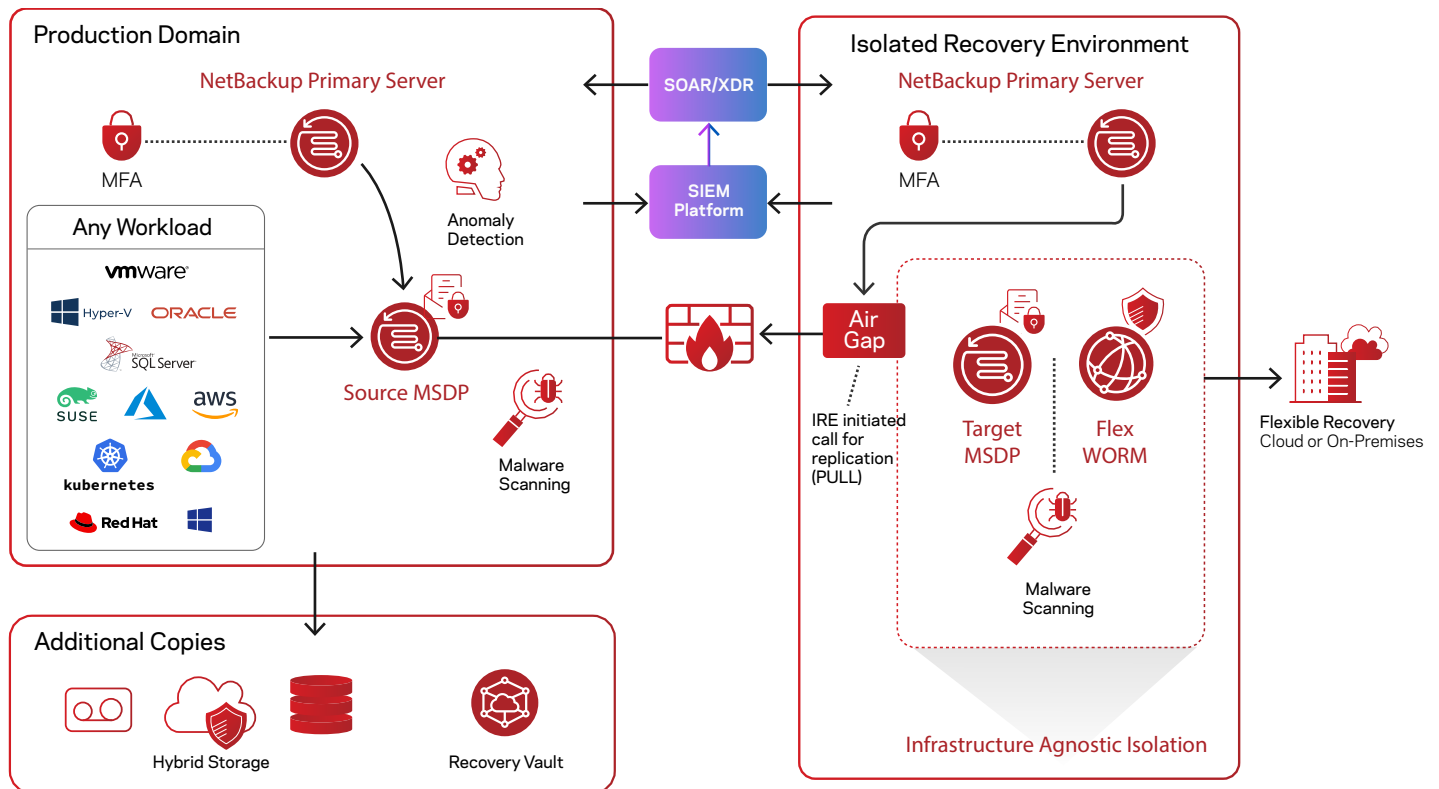 Production Domain
NetBackup Primary Server
MFA
Anomaly
Detection
Any Workload
vmware®
Hyper-V
ORACLE
Microsoft
SQL Server
SUSE
aws
kubernetes
Red Hat
Source MSDP
Malware
Scanning
SOAR/XDR
SIEM
Platform
Isolated Recovery Environment
NetBackup Primary Server
MFA
Air
Gap
IRE initiated
call for
replication
(PULL)
Target
MSDP
Flex
WORM
Malware
Scanning
Infrastructure Agnostic Isolation
Flexible Recovery
Cloud or On-Premises
Additional Copies
Hybrid Storage
Recovery Vault